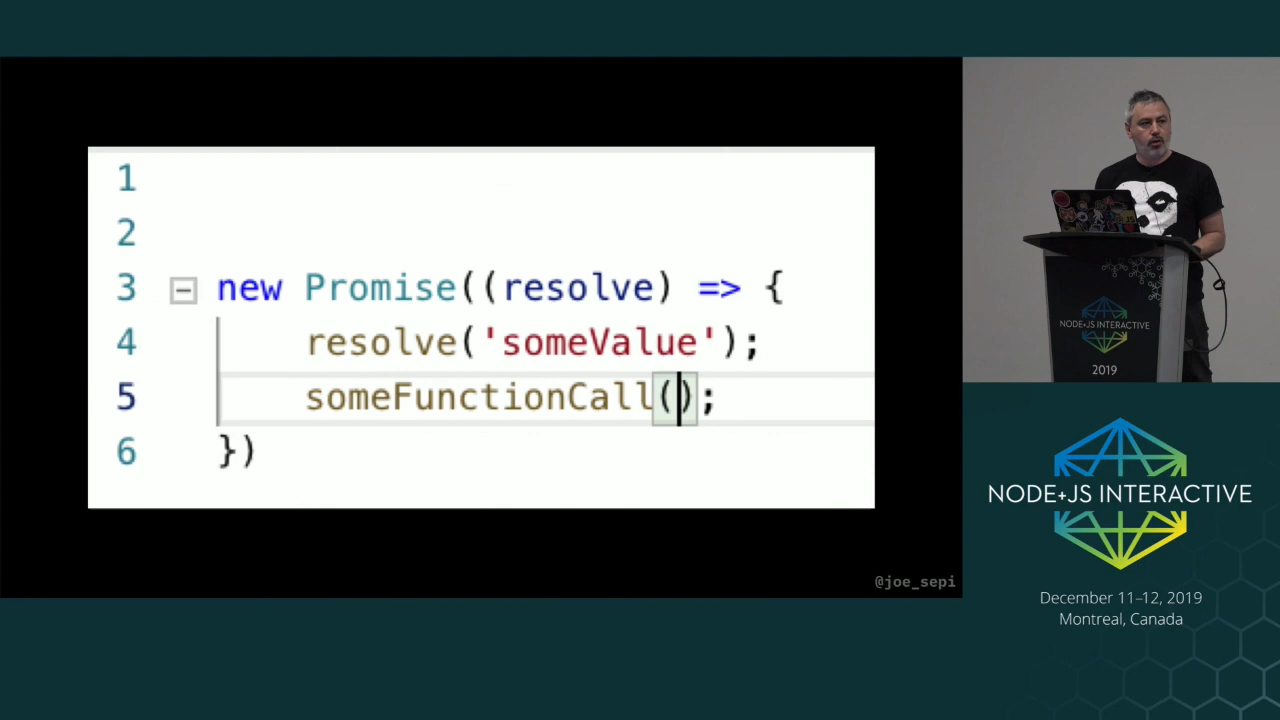 1
2
3 new Promise((resolve) => {
4 resolve('someValue');
5 someFunctionCall();
6 })
@joe_sepi
NODE+JS INTERACTIVE
2019
NODE+JS INTERACTIVE
December 11–12, 2019
Montreal, Canada